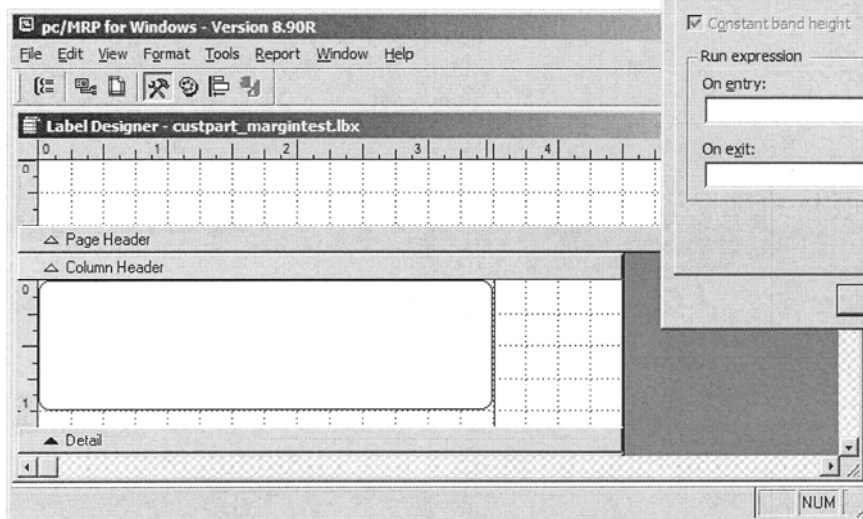 pc/MRP for Windows - Version 8.90R
File Edit View Format Tools Report Window Help
Label Designer - custpart_margintest.lbx
0 1 2 3 4
0
Page Header
Column Header
0
1
Detail
NUM
Constant band height
Run expression
On entry:
On exit: